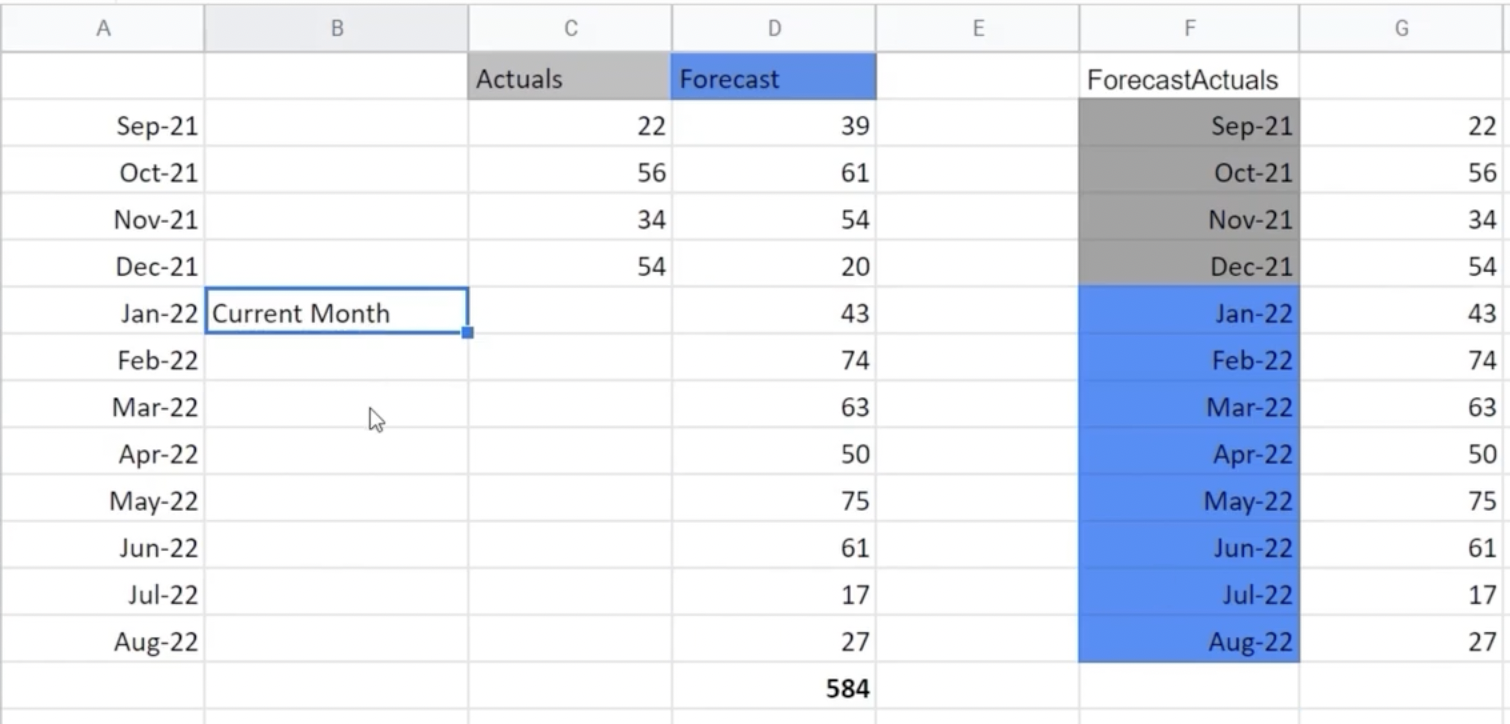 A B C D E F G
Actuals Forecast ForecastActuals
Sep-21 22 39 Sep-21 22
Oct-21 56 61 Oct-21 56
Nov-21 34 54 Nov-21 34
Dec-21 54 20 Dec-21 54
Jan-22 Current Month 43 Jan-22 43
Feb-22 74 Feb-22 74
Mar-22 63 Mar-22 63
Apr-22 50 Apr-22 50
May-22 75 May-22 75
Jun-22 61 Jun-22 61
Jul-22 17 Jul-22 17
Aug-22 27 Aug-22 27
584